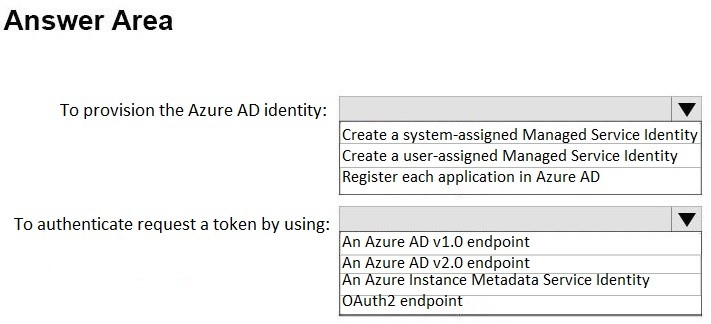 Answer Area
To provision the Azure AD identity:
Create a system-assigned Managed Service Identity
Create a user-assigned Managed Service Identity
Register each application in Azure AD
To authenticate request a token by using:
An Azure AD v1.0 endpoint
An Azure AD v2.0 endpoint
An Azure Instance Metadata Service Identity
OAuth2 endpoint